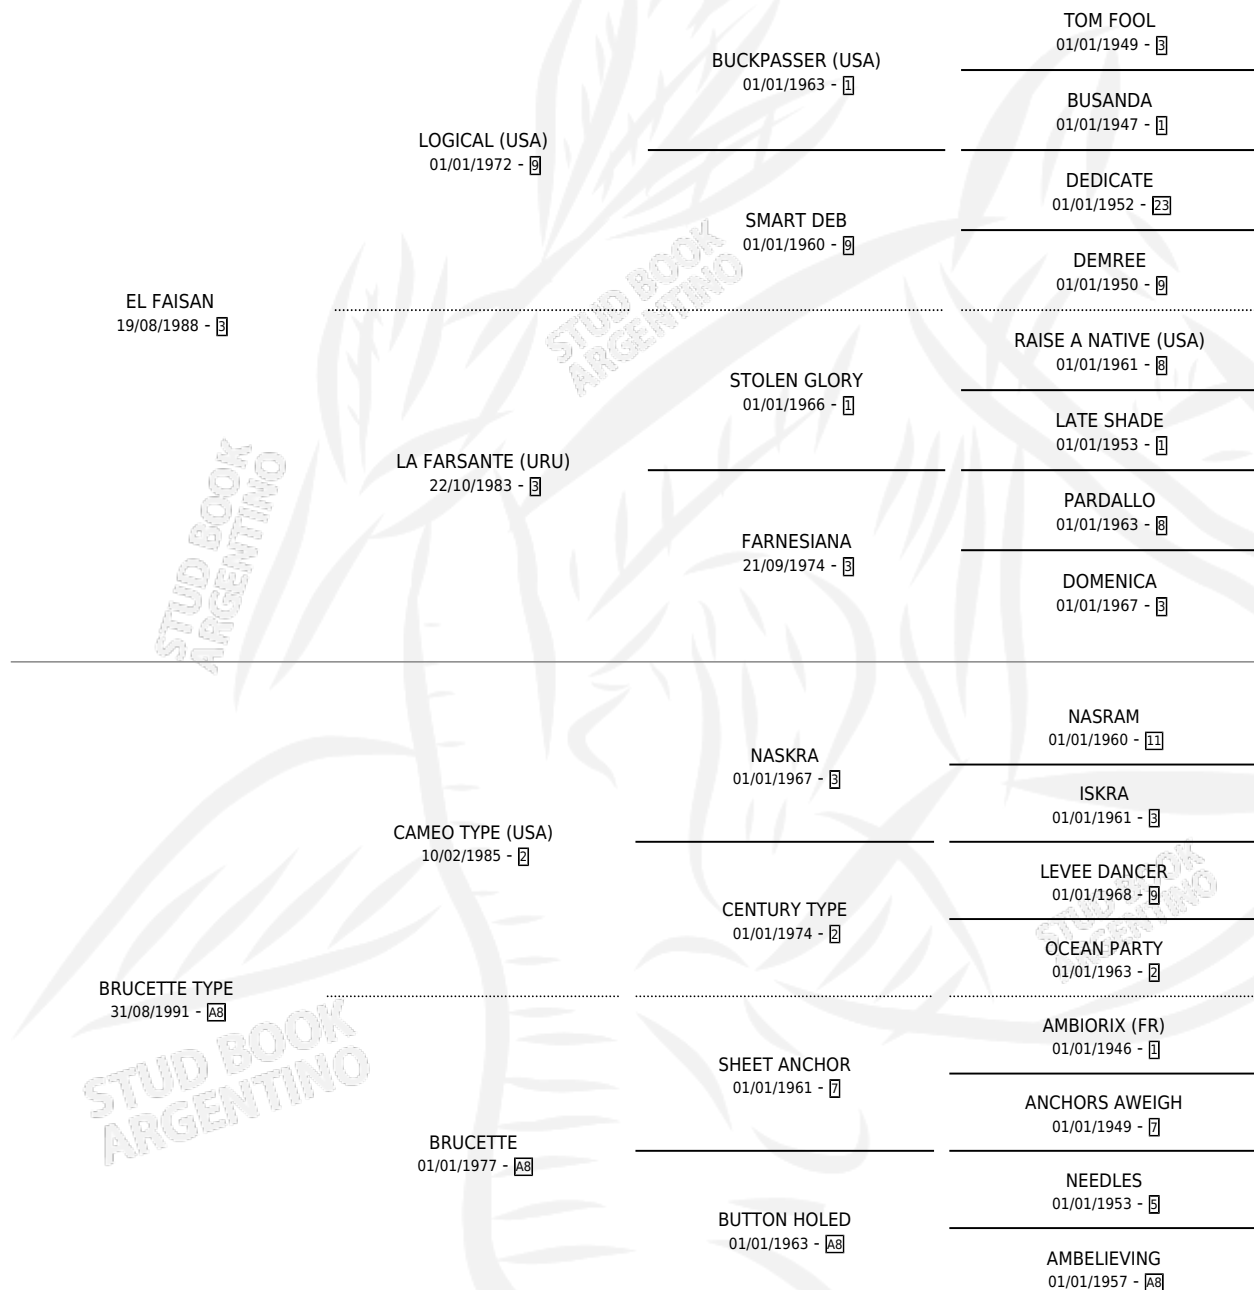 TOM FOOL
01/01/1949 - 3
BUCKPASSER (USA)
01/01/1963 - 1
BUSANDA
01/01/1947 - 1
LOGICAL (USA)
01/01/1972 - 9
DEDICATE
01/01/1952 - 23
SMART DEB
01/01/1960 - 9
DEMREE
01/01/1950 - 9
EL FAISAN
19/08/1988 - 3
RAISE A NATIVE (USA)
01/01/1961 - 8
STOLEN GLORY
01/01/1966 - 1
LATE SHADE
01/01/1953 - 1
LA FARSANTE (URU)
22/10/1983 - 3
PARDALLO
01/01/1963 - 8
FARNESIANA
21/09/1974 - 3
DOMENICA
01/01/1967 - 3
NASRAM
01/01/1960 - 11
NASKRA
01/01/1967 - 3
ISKRA
01/01/1961 - 3
CAMEO TYPE (USA)
10/02/1985 - 2
LEVEE DANCER
01/01/1968 - 9
CENTURY TYPE
01/01/1974 - 2
OCEAN PARTY
01/01/1963 - 2
BRUCETTE TYPE
31/08/1991 - A8
AMBIORIX (FR)
01/01/1946 - 1
SHEET ANCHOR
01/01/1961 - 7
ANCHORS AWEIGH
01/01/1949 - 7
BRUCETTE
01/01/1977 - A8
NEEDLES
01/01/1953 - 5
BUTTON HOLED
01/01/1963 - A8
AMBELIEVING
01/01/1957 - A8
STUD BOOK
ARGENTINO
STUD BOOK
ARGENTINO
STUD BOOK
ARGENTINO
STUD BOOK
ARGENTINO